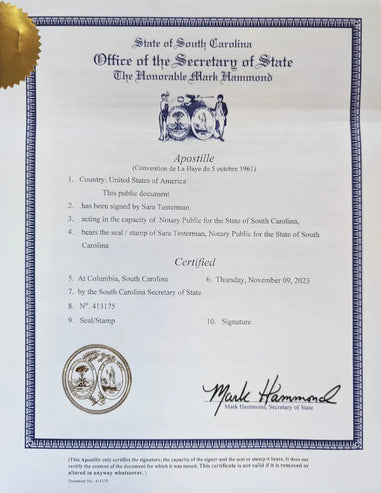 State of South Carolina
Office of the Secretary of State
The Honorable Mark Hammond
Apostille
(Convention de La Haye du 5 octobre 1961)
1. Country: United States of America
This public document
2. has been signed by Sara Testerman
3. acting in the capacity of Notary Public for the State of South Carolina,
4. bears the seal / stamp of Sara Testerman, Notary Public for the State of South
Carolina
Certified
5. At Columbia, South Carolina 6. Thursday, November 09, 2023
7. by the South Carolina Secretary of State
8. Nº. 413175
9. Seal/Stamp 10. Signature
Mark Hammond
Mark Hammond, Secretary of State
(This Apostille only certifies the signature, the capacity of the signer and the seal or stamp it bears. It does not
certify the content of the document for which it was issued. This certificate is not valid if it is removed or
altered in anyway whatsoever. )
Document No. 413175